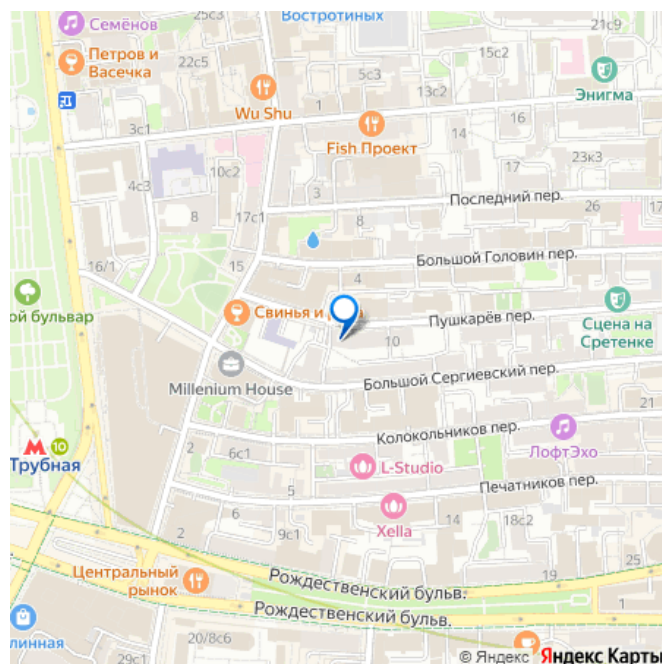 25с3
Востротиных
Семёнов
Петров и
Васечка
22с5
15с2
5с3
Энигма
13с2
Wu Shu
1
16
3с1
Fish Проект
14
10с2
17
23к3
4с3
3
Последний пер.
26
8
17с1
8
27
Большой Головин пер.
16/1
15
4
ой бульвар
Свинья и р
Пушкарёв пер.
Сцена на
Сретенке
10
Millenium House
Большой Сергиевский пер.
21
Колокольников пер.
2
6с1
ЛофтЭхо
10
Трубная
L-Studio
5
Печатников пер.
6
Xella
14
18с2
2
9с1
25
Центральный
рынок
Рождественский бульв.
19
1
Рождественский бульв.
линная
20/8с6
29с1
© Яндекс Яндекс Карты